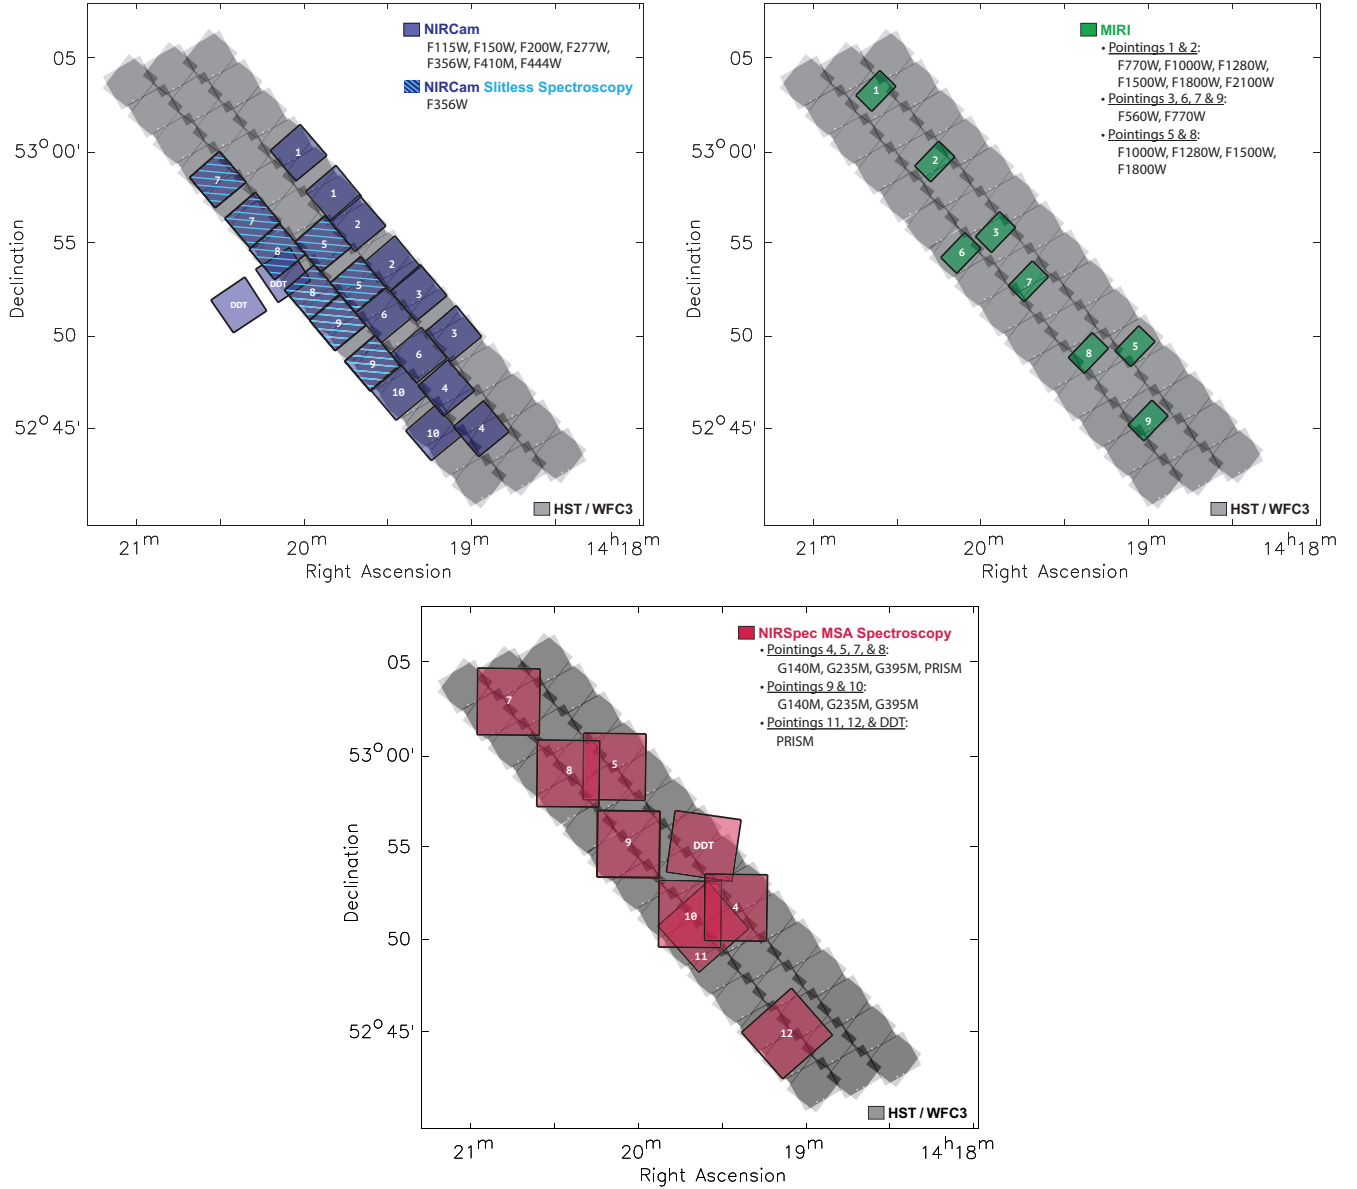 NIRCam
F115W, F150W, F200W, F277W,
F356W, F410M, F444W
NIRCam Slitless Spectroscopy
F356W
05
53° 00'
55
50
52° 45'
Declination
1
1
2
2
3
3
7
7
8
5
5
8
9
9
6
6
4
4
10
10
DDT
DDT
HST / WFC3
21m
20m
19m
14h 18m
Right Ascension
MIRI
• Pointings 1 & 2:
F770W, F1000W, F1280W,
F1500W, F1800W, F2100W
• Pointings 3, 6, 7 & 9:
F560W, F770W
• Pointings 5 & 8:
F1000W, F1280W, F1500W,
F1800W
05
53° 00'
55
50
52° 45'
Declination
1
2
3
6
7
5
8
9
HST / WFC3
21m
20m
19m
14h 18m
Right Ascension
NIRSpec MSA Spectroscopy
• Pointings 4, 5, 7, & 8:
G140M, G235M, G395M, PRISM
• Pointings 9 & 10:
G140M, G235M, G395M
• Pointings 11, 12, & DDT:
PRISM
05
53° 00'
55
50
52° 45'
Declination
7
8
5
9
DDT
10
4
11
12
HST / WFC3
21m
20m
19m
14h 18m
Right Ascension